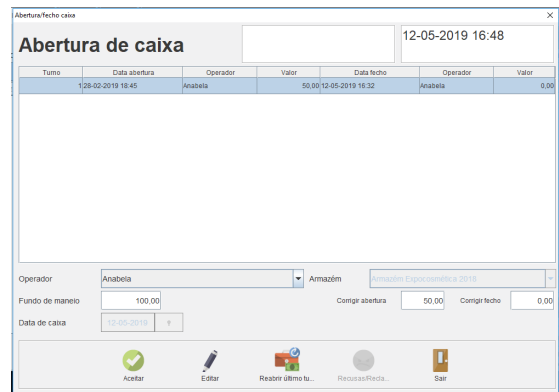 Abertura/fecho caixa
Abertura de caixa
12-05-2019 16:48
Turno Data abertura Operador Valor Data fecho Operador Valor
1 28-02-2019 18:45 Anabela 50,00 12-05-2019 16:32 Anabela 0,00
Operador Anabela Armazém Armazém Expocosmética 2018
Fundo de maneio 100,00 Corrigir abertura 50,00 Corrigir fecho 0,00
Data de caixa 12-05-2019
Aceitar Editar Reabrir último tu... Recusas/Recla... Sair